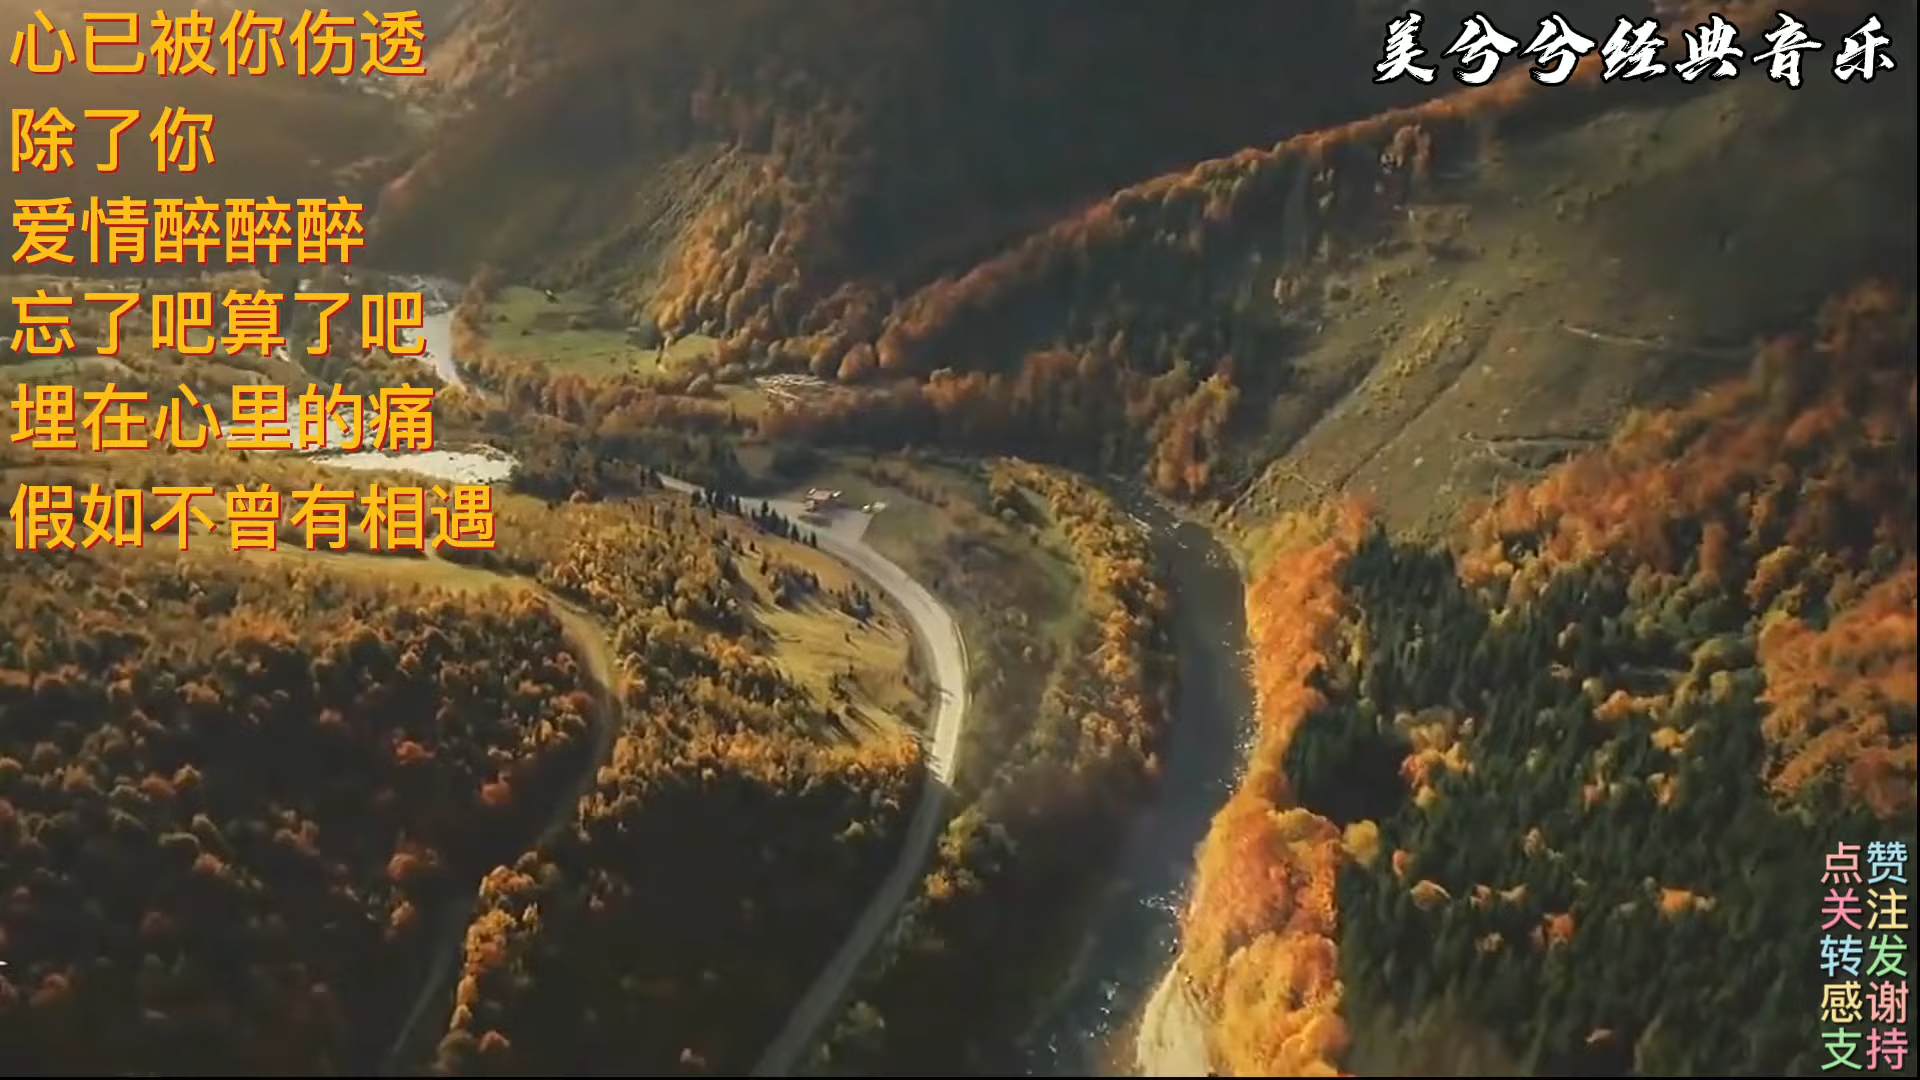 心已被你伤透
除了你
爱情醉醉醉
忘了吧算了吧
埋在心里的痛
假如不曾有相遇
美兮兮经典音乐
点赞
关注
转发
感谢
支持